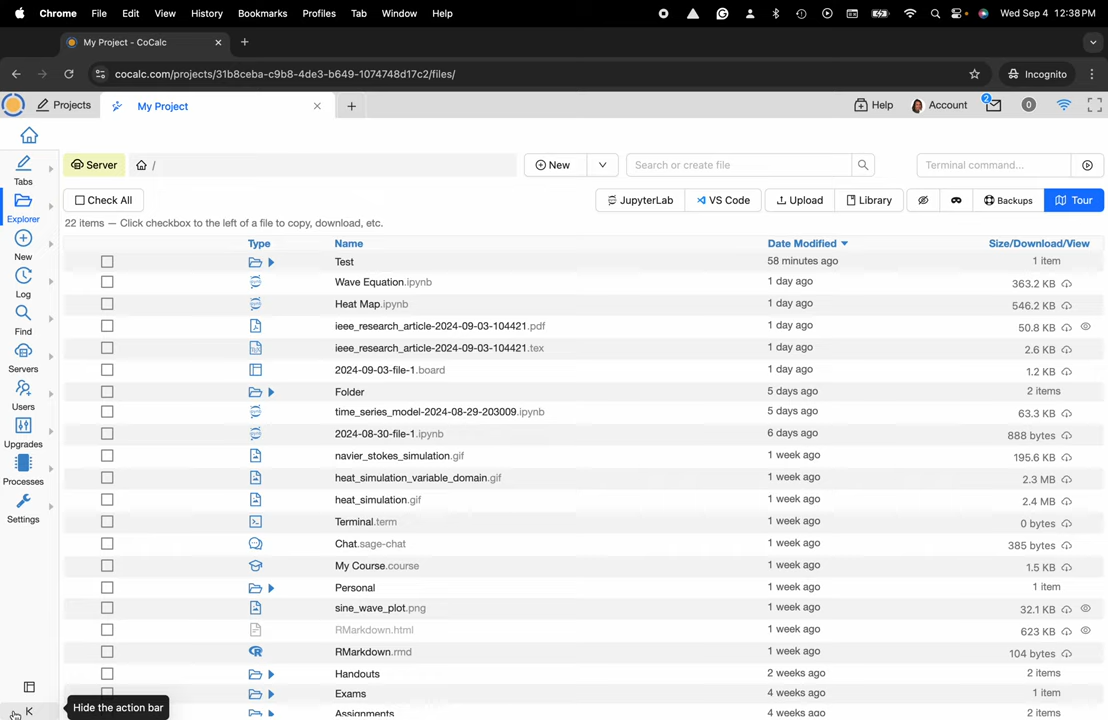 Chrome File Edit View History Bookmarks Profiles Tab Window Help Wed Sep 4 12:38 PM
My Project - CoCalc
cocalc.com/projects/31b8ceba-c9b8-4de3-b649-1074748d17c2/files/ Incognito
Projects My Project Help Account 2 0
Server / New Search or create file Terminal command...
Tabs
Check All JupyterLab VS Code Upload Library Backups Tour
Explorer
22 items — Click checkbox to the left of a file to copy, download, etc.
Type Name Date Modified Size/Download/View
New
Test 58 minutes ago 1 item
Wave Equation.ipynb 1 day ago 363.2 KB
Log
Heat Map.ipynb 1 day ago 546.2 KB
ieee_research_article-2024-09-03-104421.pdf 1 day ago 50.8 KB
Find
ieee_research_article-2024-09-03-104421.tex 1 day ago 2.6 KB
Servers
2024-09-03-file-1.board 1 day ago 1.2 KB
Folder 5 days ago 2 items
Users
time_series_model-2024-08-29-203009.ipynb 5 days ago 63.3 KB
2024-08-30-file-1.ipynb 6 days ago 888 bytes
Upgrades
navier_stokes_simulation.gif 1 week ago 195.6 KB
heat_simulation_variable_domain.gif 1 week ago 2.3 MB
Processes
heat_simulation.gif 1 week ago 2.4 MB
Settings
Terminal.term 1 week ago 0 bytes
Chat.sage-chat 1 week ago 385 bytes
My Course.course 1 week ago 1.5 KB
Personal 1 week ago 1 item
sine_wave_plot.png 1 week ago 32.1 KB
RMarkdown.html 1 week ago 623 KB
RMarkdown.rmd 1 week ago 104 bytes
Handouts 2 weeks ago 2 items
Exams 4 weeks ago 1 item
Hide the action bar
Assignments 4 weeks ago 2 items